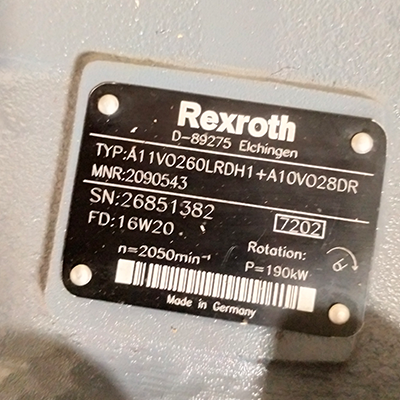 Rexroth
D-89275 Elchingen
TYP:A11VO260LRDH1+A10VO28DR
MNR:2090543
SN:26851382
7202
FD:16W20
n=2050min⁻¹
Rotation:
P=190kW
Made in Germany